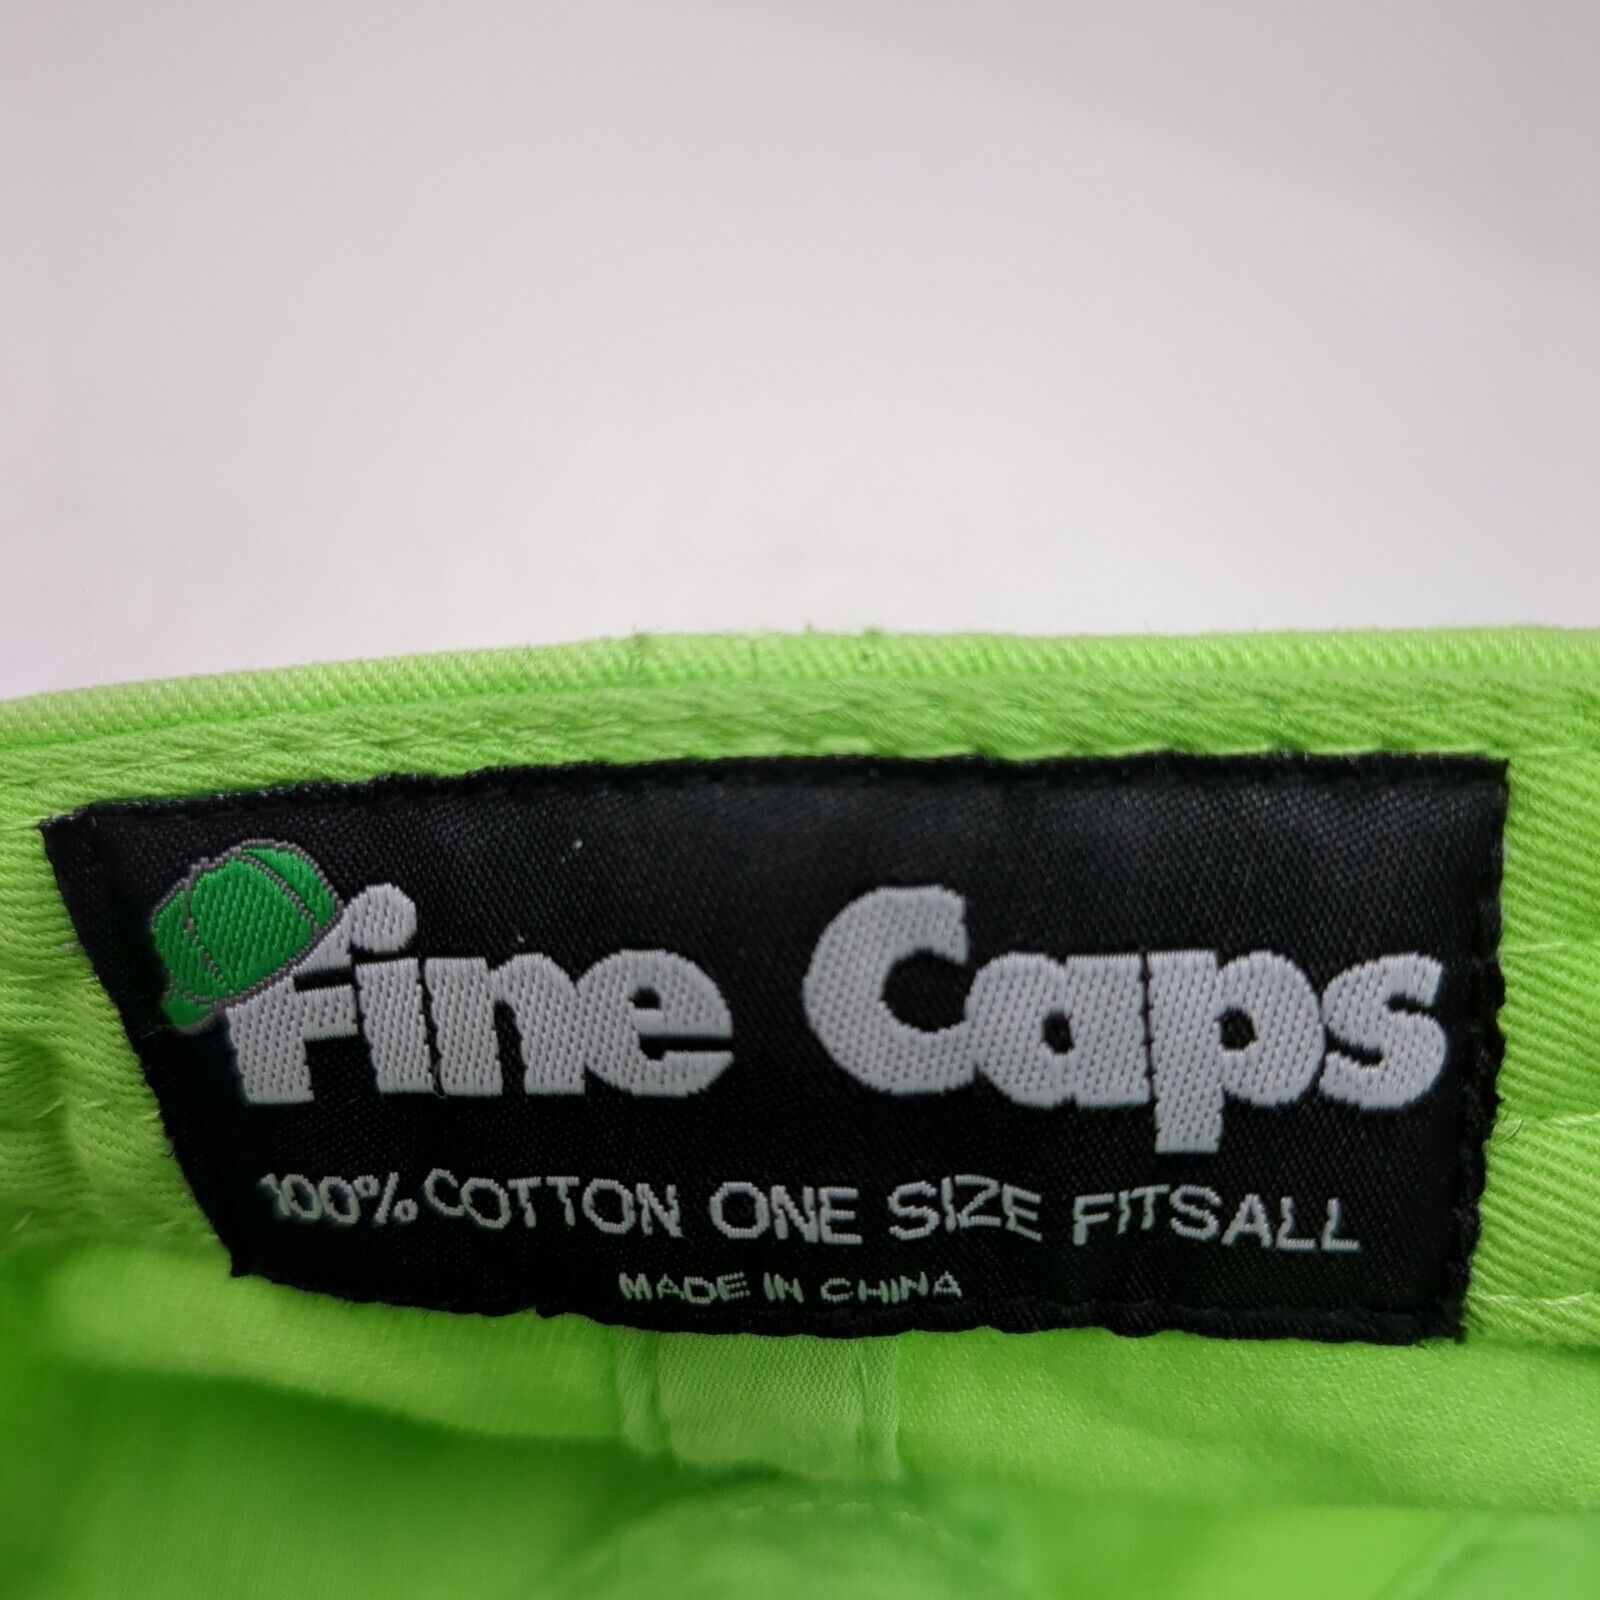 Fine Caps
100% COTTON ONE SIZE FITSALL
MADE IN CHINA